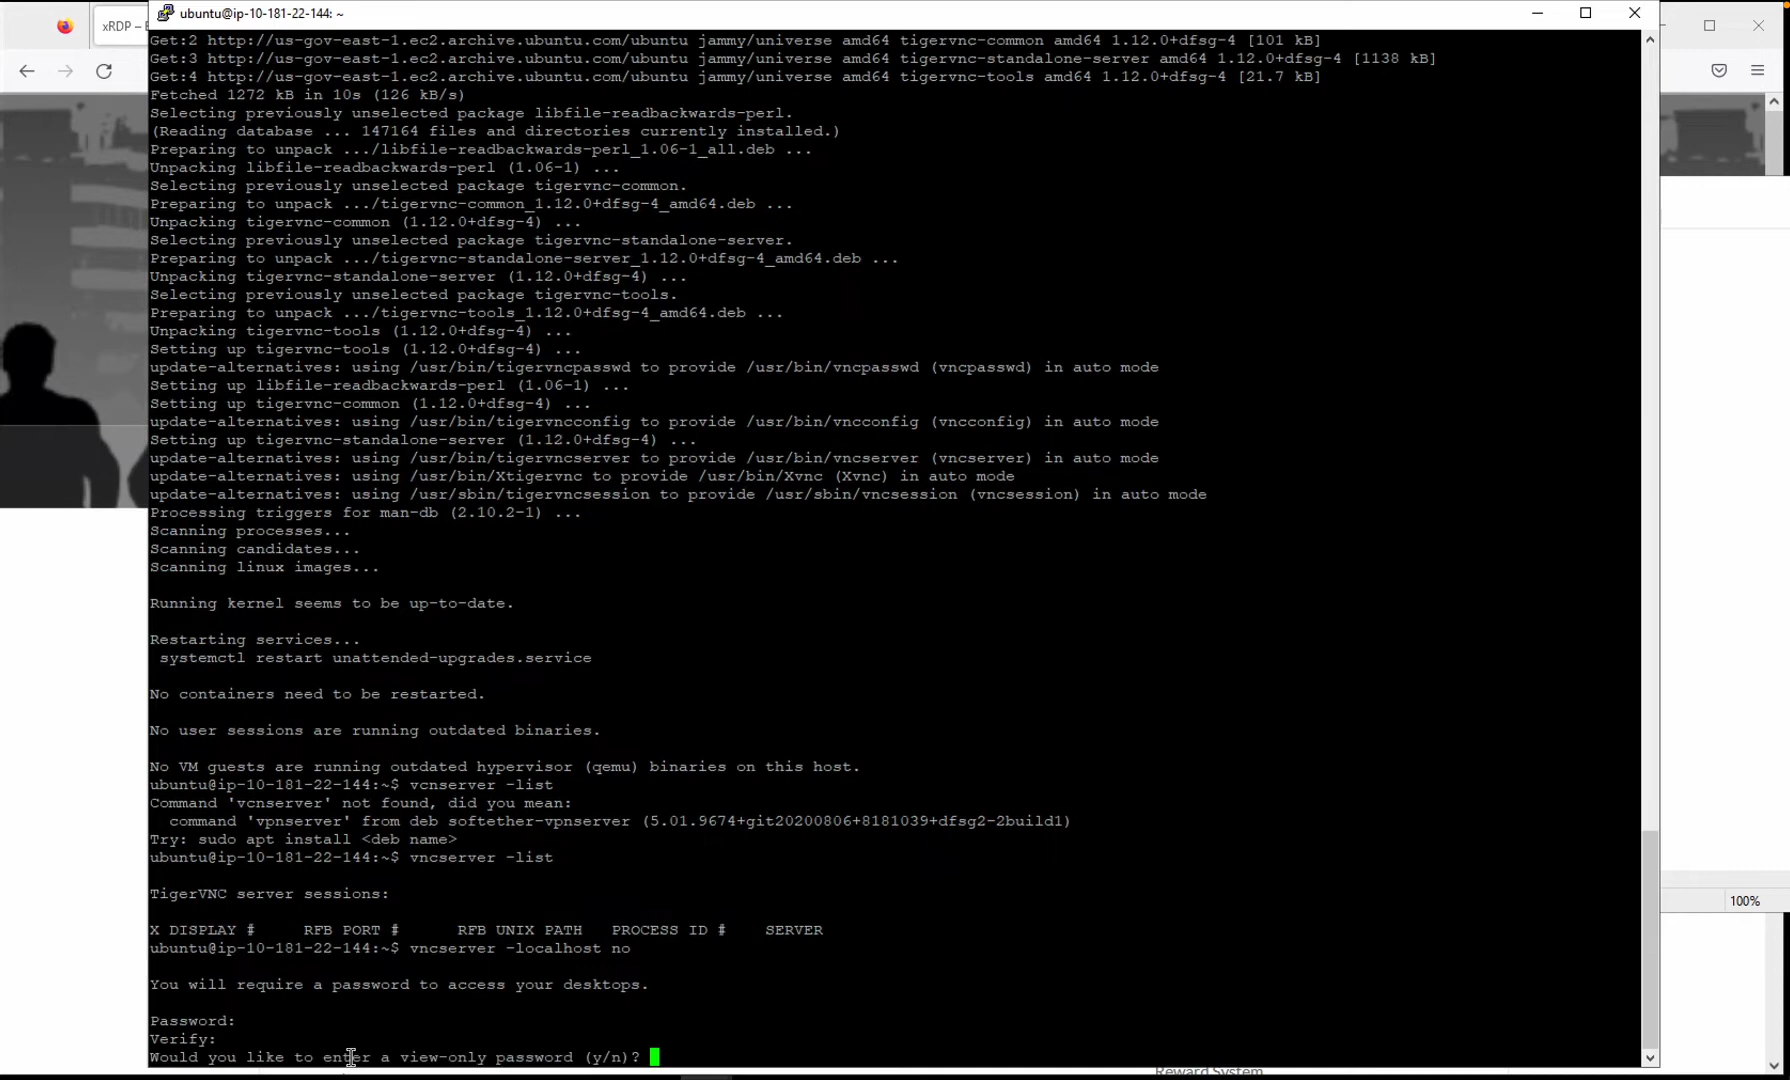 xRDP – E
ubuntu@ip-10-181-22-144: ~
Get:2 http://us-gov-east-1.ec2.archive.ubuntu.com/ubuntu jammy/universe amd64 tigervnc-common amd64 1.12.0+dfsg-4 [101 kB]
Get:3 http://us-gov-east-1.ec2.archive.ubuntu.com/ubuntu jammy/universe amd64 tigervnc-standalone-server amd64 1.12.0+dfsg-4 [1138 kB]
Get:4 http://us-gov-east-1.ec2.archive.ubuntu.com/ubuntu jammy/universe amd64 tigervnc-tools amd64 1.12.0+dfsg-4 [21.7 kB]
Fetched 1272 kB in 10s (126 kB/s)
Selecting previously unselected package libfile-readbackwards-perl.
(Reading database ... 147164 files and directories currently installed.)
Preparing to unpack .../libfile-readbackwards-perl_1.06-1_all.deb ...
Unpacking libfile-readbackwards-perl (1.06-1) ...
Selecting previously unselected package tigervnc-common.
Preparing to unpack .../tigervnc-common_1.12.0+dfsg-4_amd64.deb ...
Unpacking tigervnc-common (1.12.0+dfsg-4) ...
Selecting previously unselected package tigervnc-standalone-server.
Preparing to unpack .../tigervnc-standalone-server_1.12.0+dfsg-4_amd64.deb ...
Unpacking tigervnc-standalone-server (1.12.0+dfsg-4) ...
Selecting previously unselected package tigervnc-tools.
Preparing to unpack .../tigervnc-tools_1.12.0+dfsg-4_amd64.deb ...
Unpacking tigervnc-tools (1.12.0+dfsg-4) ...
Setting up tigervnc-tools (1.12.0+dfsg-4) ...
update-alternatives: using /usr/bin/tigervncpasswd to provide /usr/bin/vncpasswd (vncpasswd) in auto mode
Setting up libfile-readbackwards-perl (1.06-1) ...
Setting up tigervnc-common (1.12.0+dfsg-4) ...
update-alternatives: using /usr/bin/tigervncconfig to provide /usr/bin/vncconfig (vncconfig) in auto mode
Setting up tigervnc-standalone-server (1.12.0+dfsg-4) ...
update-alternatives: using /usr/bin/tigervncserver to provide /usr/bin/vncserver (vncserver) in auto mode
update-alternatives: using /usr/bin/Xtigervnc to provide /usr/bin/Xvnc (Xvnc) in auto mode
update-alternatives: using /usr/sbin/tigervncsession to provide /usr/sbin/vncsession (vncsession) in auto mode
Processing triggers for man-db (2.10.2-1) ...
Scanning processes...
Scanning candidates...
Scanning linux images...
Running kernel seems to be up-to-date.
Restarting services...
systemctl restart unattended-upgrades.service
No containers need to be restarted.
No user sessions are running outdated binaries.
No VM guests are running outdated hypervisor (qemu) binaries on this host.
ubuntu@ip-10-181-22-144:~$ vcnserver -list
Command 'vcnserver' not found, did you mean:
command 'vpnserver' from deb softether-vpnserver (5.01.9674+git20200806+8181039+dfsg2-2build1)
Try: sudo apt install <deb name>
ubuntu@ip-10-181-22-144:~$ vncserver -list
TigerVNC server sessions:
X DISPLAY # RFB PORT # RFB UNIX PATH PROCESS ID # SERVER
100%
ubuntu@ip-10-181-22-144:~$ vncserver -localhost no
You will require a password to access your desktops.
Password:
Verify:
Would you like to enter a view-only password (y/n)?
Reward System